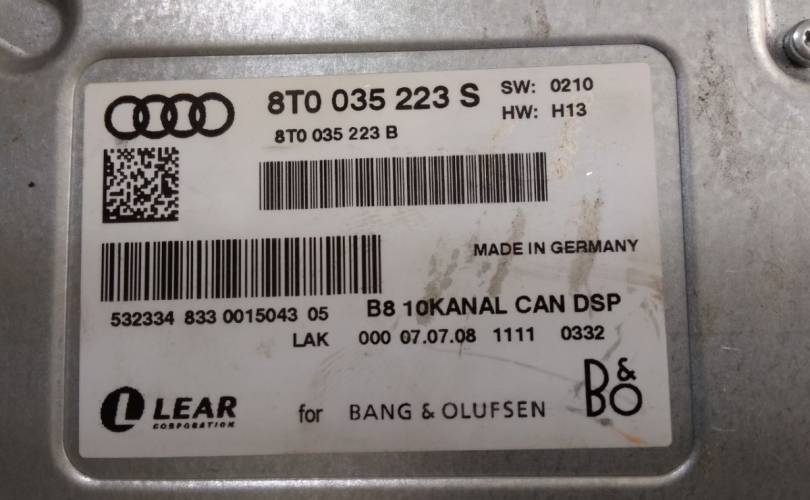 8T0 035 223 S
SW: 0210
8T0 035 223 B
HW: H13
MADE IN GERMANY
532334 833 0015043 05
B8 10KANAL CAN DSP
LAK 000 07.07.08 1111 0332
L LEAR
CORPORATION
for BANG & OLUFSEN
B&O